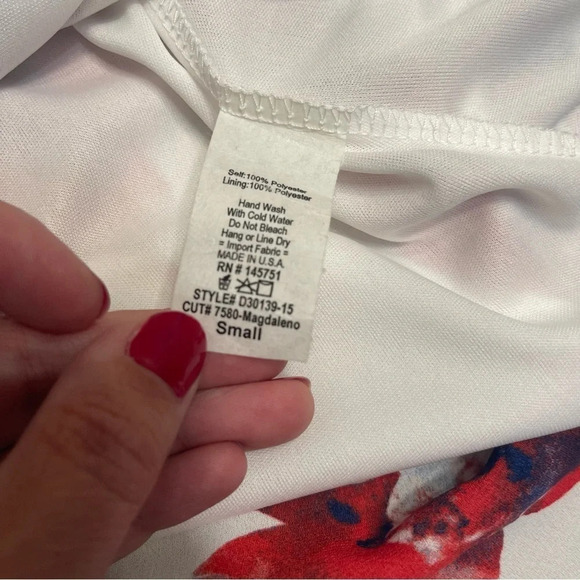 Self:100% Polyester
Lining:100% Polyester
Hand Wash
With Cold Water
Do Not Bleach
Hang or Line Dry
= Import Fabric =
MADE IN U.S.A.
RN # 145751
STYLE# D30139-15
CUT# 7580-Magdaleno
Small